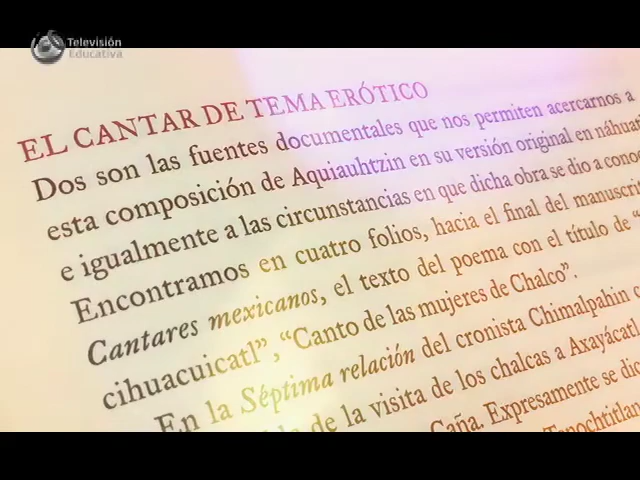 Televisión
Educativa
EL CANTAR DE TEMA ERÓTICO
Dos son las fuentes documentales que nos permiten acercarnos a
esta composición de Aquiauhtzin en su versión original en náhuatl
e igualmente a las circunstancias en que dicha obra se dio a
Encontramos en cuatro folios, hacia el final del
Cantares mexicanos, el texto del poema con el título de
cihuacuicatl”, “Canto de las mujeres de Chalco”.
En la Séptima relación del cronista Chimalpahin
de la visita de los chalcas a Axayácatl
Caña. Expresamente se